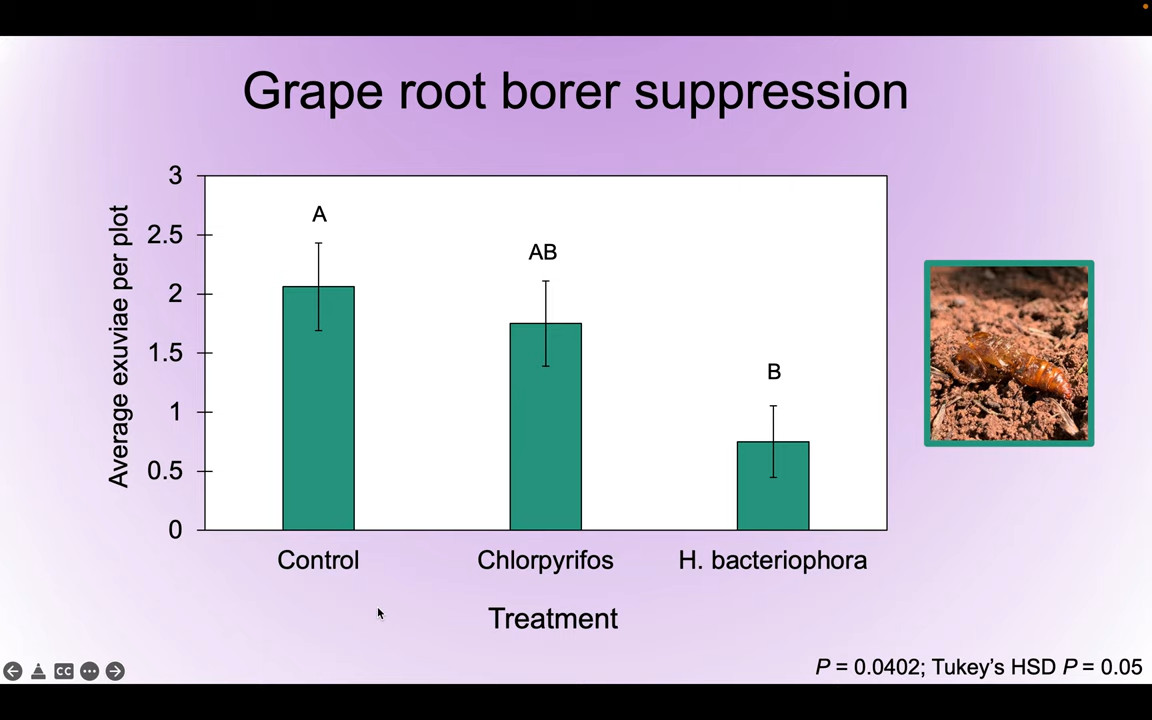 Grape root borer suppression
Average exuviae per plot
3
2.5
2
1.5
1
0.5
0
A
AB
B
Control
Chlorpyrifos
H. bacteriophora
Treatment
P = 0.0402; Tukey’s HSD P = 0.05
CC